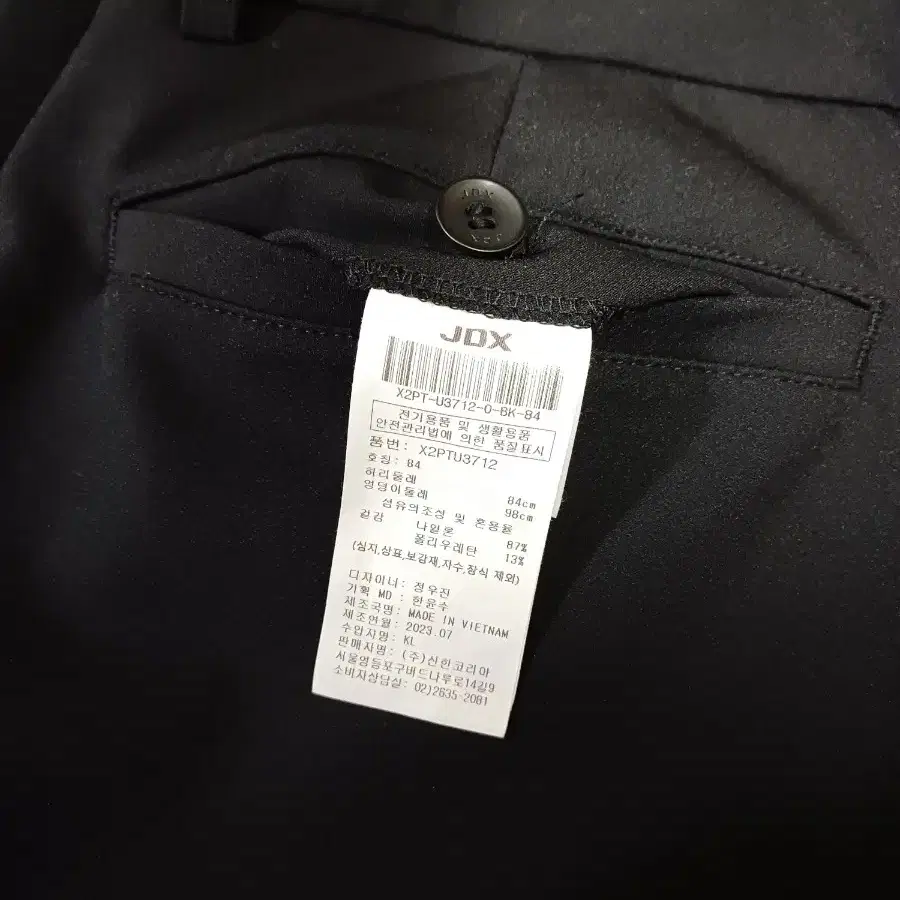 JDX
JDX
JDX
X2PT-U3712-0-BK-84
전기용품 및 생활용품
안전관리법에 의한 품질표시
품번: X2PTU3712
호칭: 84
허리둘레 84cm
엉덩이둘레 98cm
섬유의조성 및 혼용율
겉감 나일론 87%
폴리우레탄 13%
(심지,상표,보강재,자수,장식 제외)
디자이너: 정우진
기획 MD : 한윤수
제조국명: MADE IN VIETNAM
제조연월: 2023.07
수입자명: KL
판매자명: (주)신한코리아
서울영등포구버드나루로14길9
소비자상담실: 02)2635-2081